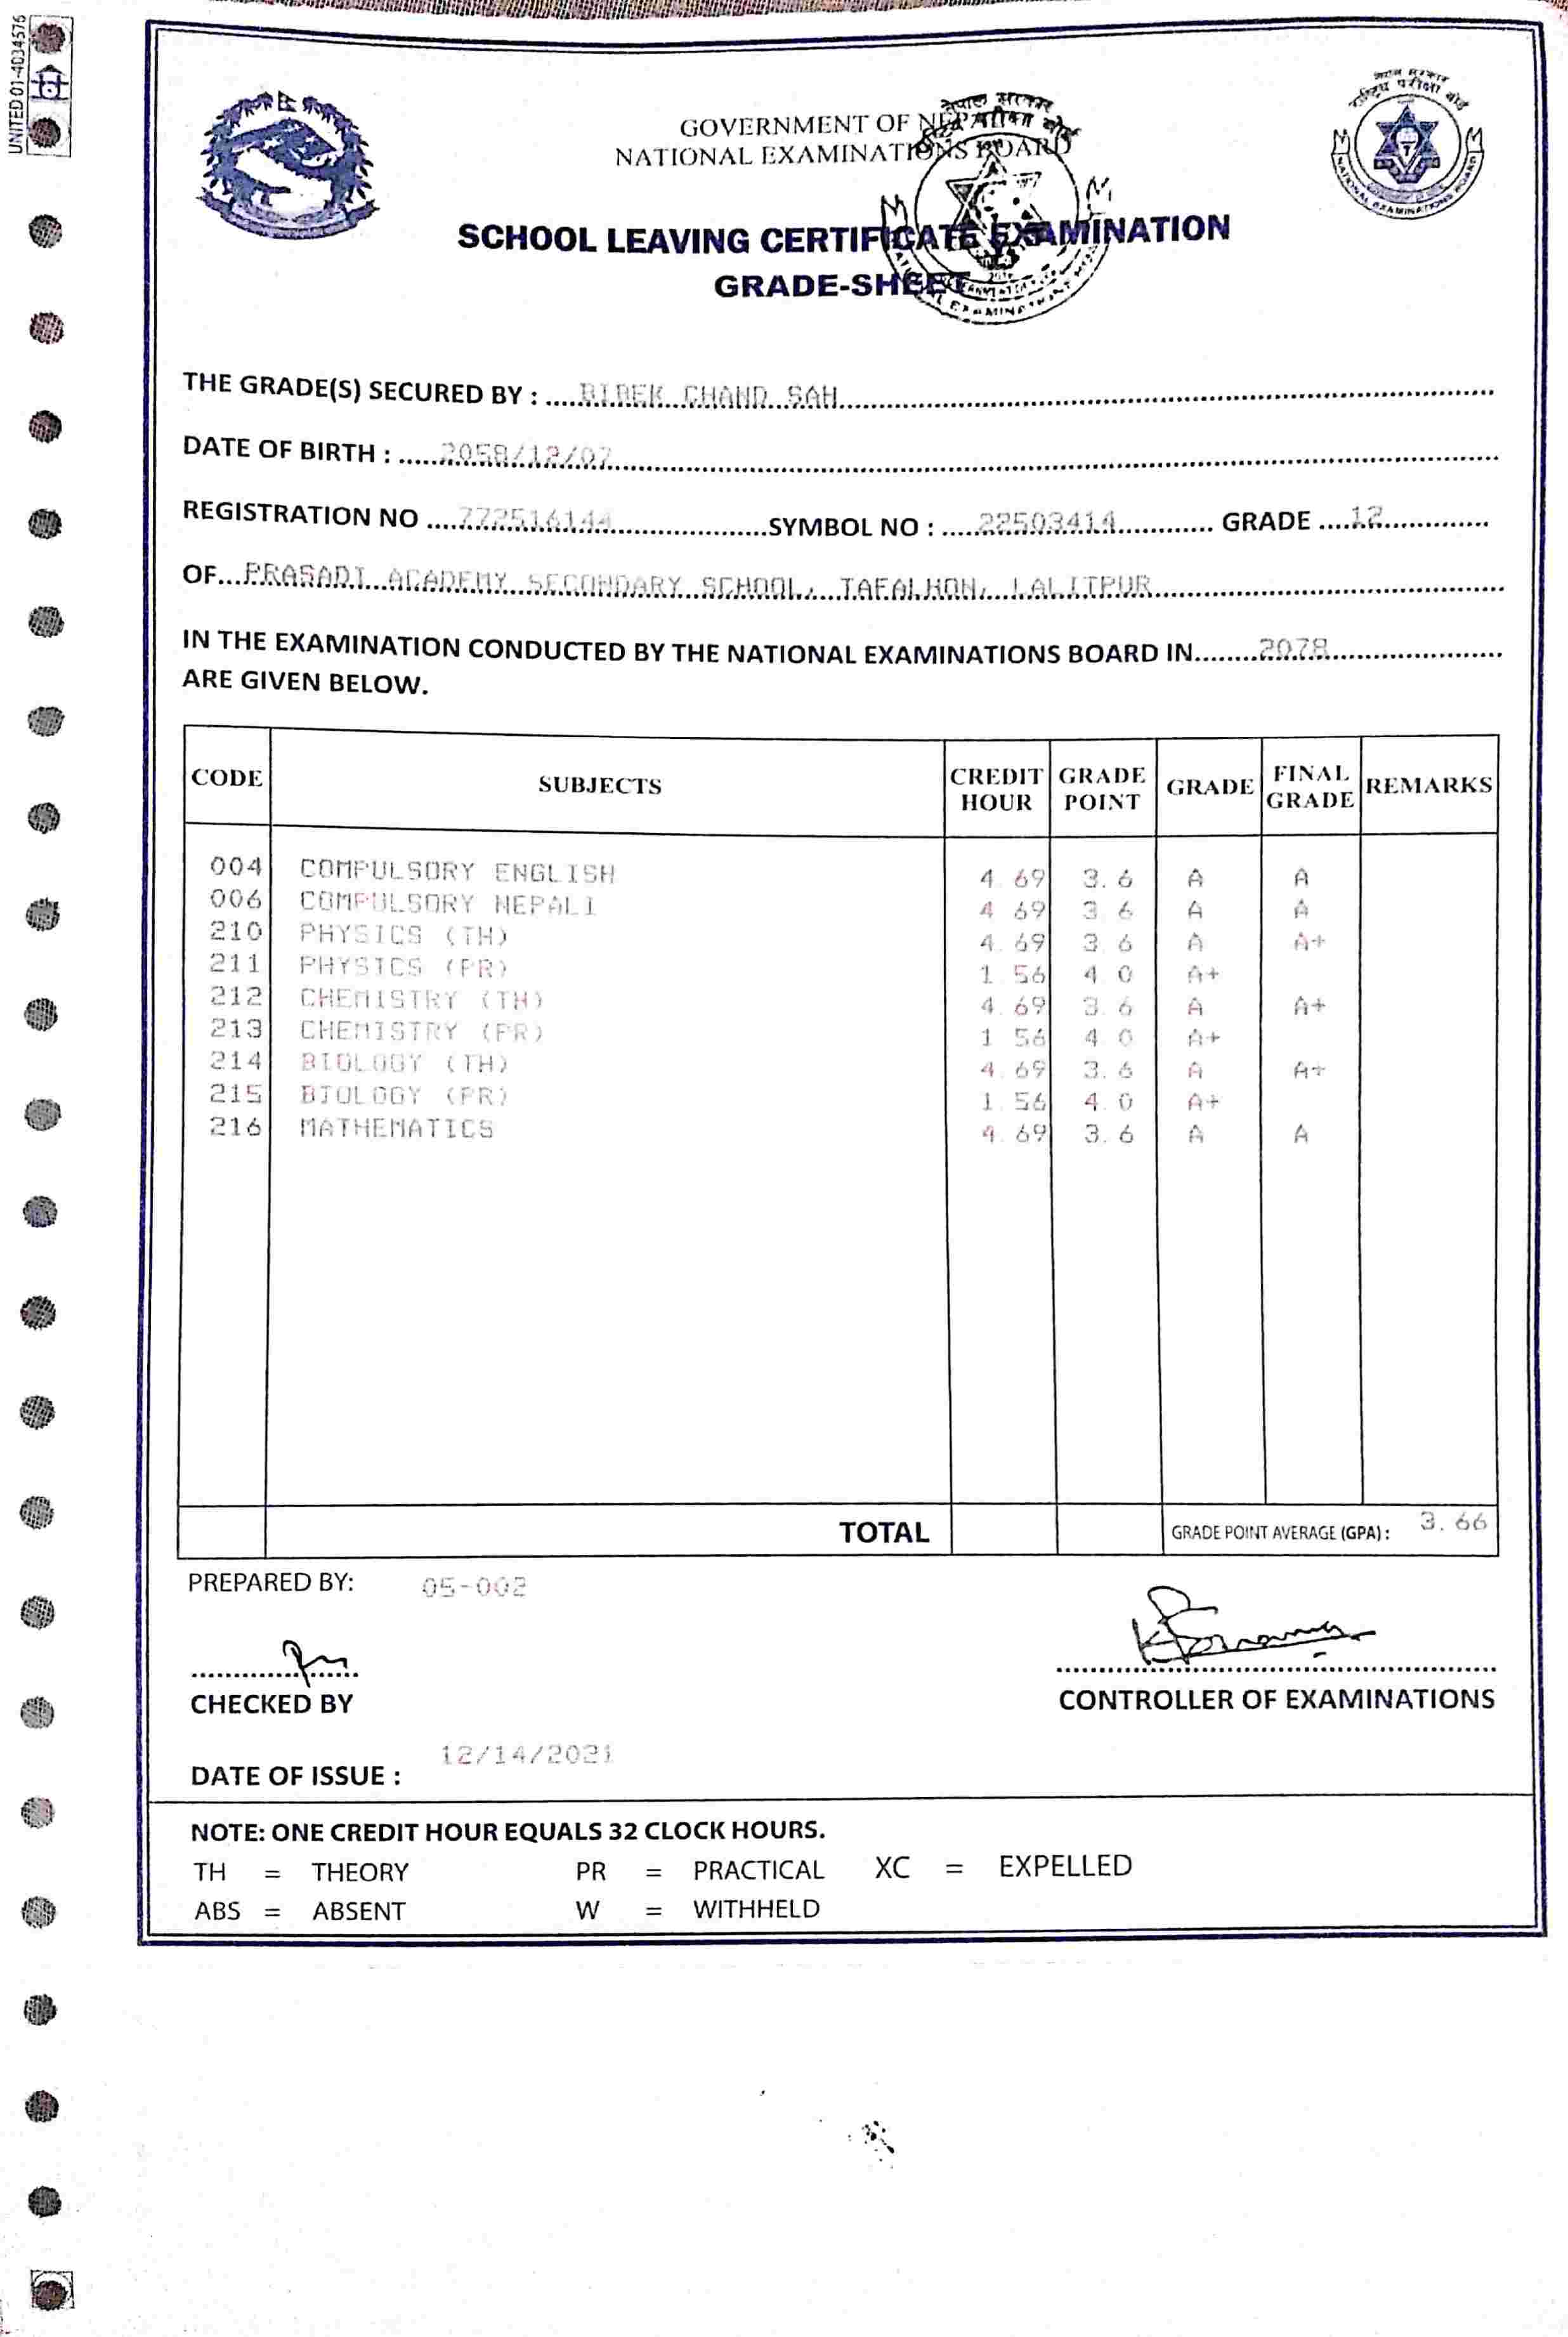 UNITED 01-4034576
नेपाल सरकार
राष्ट्रिय परीक्षा बोर्ड
NATIONAL EXAMINATIONS BOARD
GOVERNMENT OF NEPAL
NATIONAL EXAMINATIONS BOARD
SCHOOL LEAVING CERTIFICATE EXAMINATION
GRADE-SHEET
THE GRADE(S) SECURED BY : BIBEK CHAND SAH
DATE OF BIRTH : 2058/12/07
REGISTRATION NO 772516144 SYMBOL NO : 22503414 GRADE 12
OF PRASADI ACADEMY SECONDARY SCHOOL, TAFALHON, LALITPUR
IN THE EXAMINATION CONDUCTED BY THE NATIONAL EXAMINATIONS BOARD IN 2078
ARE GIVEN BELOW.
CODE SUBJECTS CREDIT HOUR GRADE POINT GRADE FINAL GRADE REMARKS
004 COMPULSORY ENGLISH 4.69 3.6 A A
006 COMPULSORY NEPALI 4.69 3.6 A A
210 PHYSICS (TH) 4.69 3.6 A A+
211 PHYSICS (PR) 1.56 4.0 A+
212 CHEMISTRY (TH) 4.69 3.6 A A+
213 CHEMISTRY (PR) 1.56 4.0 A+
214 BIOLOGY (TH) 4.69 3.6 A A+
215 BIOLOGY (PR) 1.56 4.0 A+
216 MATHEMATICS 4.69 3.6 A A
TOTAL GRADE POINT AVERAGE (GPA) : 3.66
PREPARED BY: 05-002
CHECKED BY CONTROLLER OF EXAMINATIONS
DATE OF ISSUE : 12/14/2021
NOTE: ONE CREDIT HOUR EQUALS 32 CLOCK HOURS.
TH = THEORY PR = PRACTICAL XC = EXPELLED
ABS = ABSENT W = WITHHELD